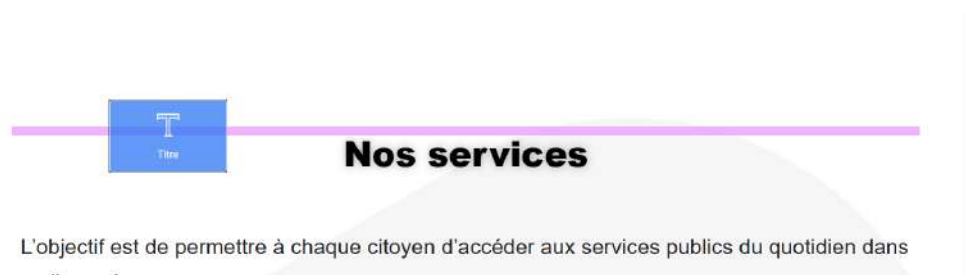 Titre
Nos services
L'objectif est de permettre à chaque citoyen d'accéder aux services publics du quotidien dans